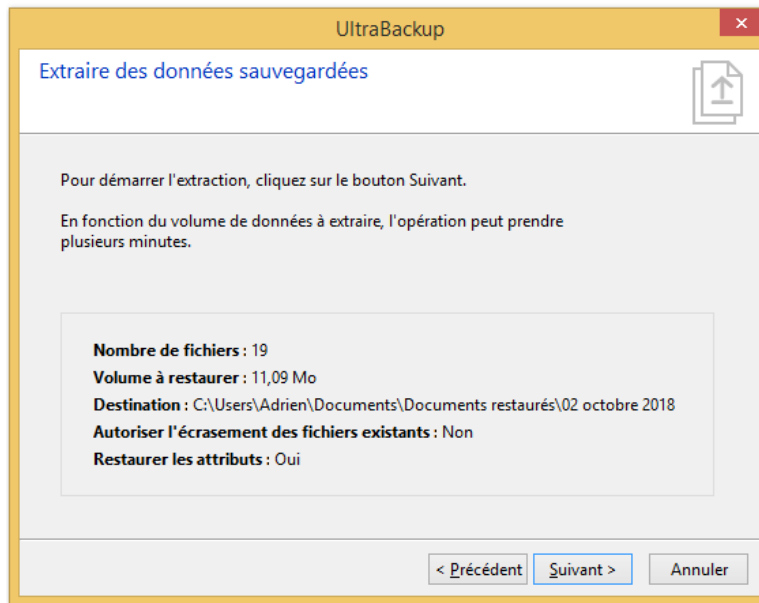 UltraBackup
Extraire des données sauvegardées
Pour démarrer l'extraction, cliquez sur le bouton Suivant.
En fonction du volume de données à extraire, l'opération peut prendre
plusieurs minutes.
Nombre de fichiers : 19
Volume à restaurer : 11,09 Mo
Destination : C:\Users\Adrien\Documents\Documents restaurés\02 octobre 2018
Autoriser l'écrasement des fichiers existants : Non
Restaurer les attributs : Oui
< Précédent Suivant > Annuler